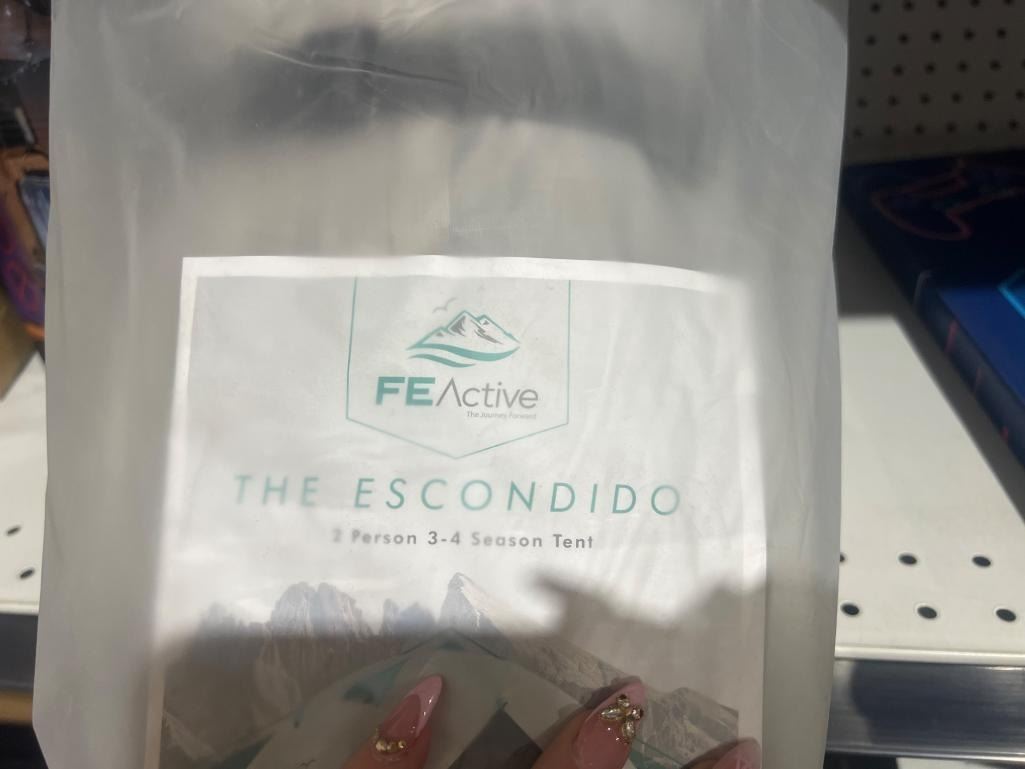 FEActive
The Journey Forward
THE ESCONDIDO
2 Person 3-4 Season Tent